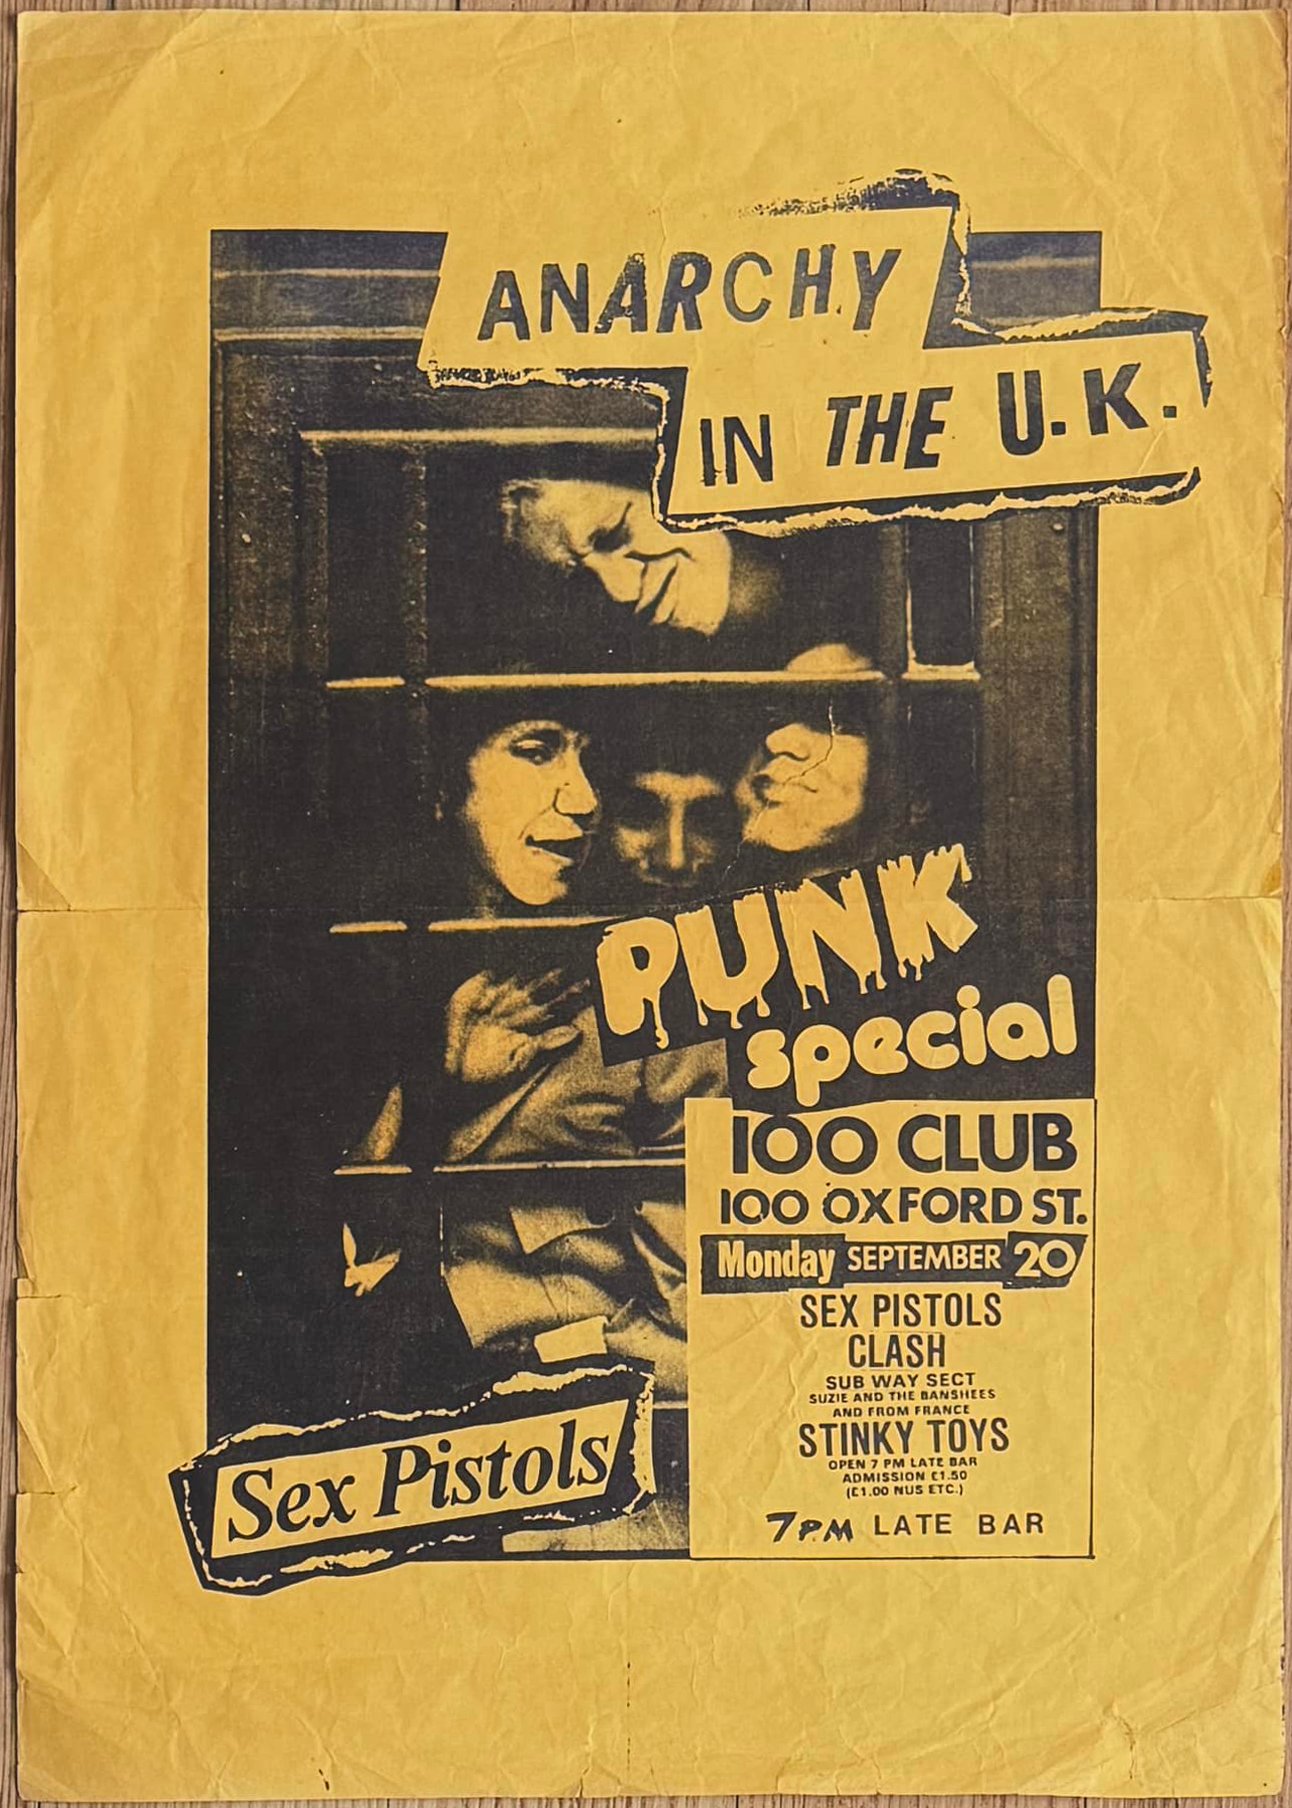 ANARCHY
IN THE U.K.
PUNK
special
100 CLUB
100 OXFORD ST.
Monday SEPTEMBER 20
SEX PISTOLS
CLASH
SUB WAY SECT
SUZIE AND THE BANSHEES
AND FROM FRANCE
STINKY TOYS
OPEN 7 PM LATE BAR
ADMISSION £1.50
(£1.00 NUS ETC.)
7PM LATE BAR
Sex Pistols